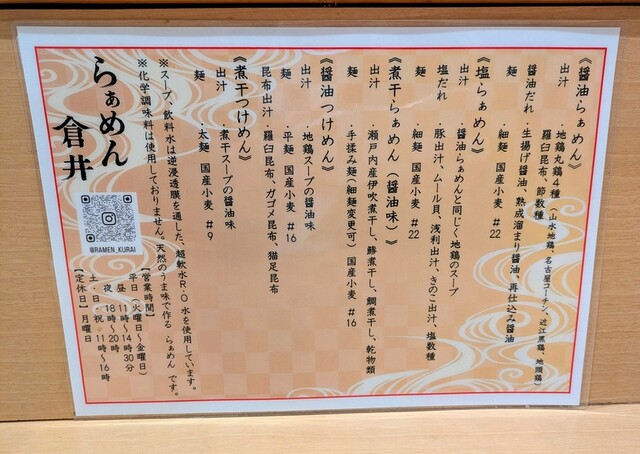 《醤油らぁめん》
出汁 ・地鶏丸鶏4種(山水地鶏、名古屋コーチン、近江黒鶏、地頭鶏)
羅臼昆布、節数種
醤油だれ ・生揚げ醤油、熟成溜まり醤油、再仕込み醤油
麺 ・細麺 国産小麦 #22
《塩らぁめん》
出汁 ・醤油らぁめんと同じく地鶏のスープ
塩だれ ・豚出汁、ムール貝、浅利出汁、きのこ出汁、塩数種
麺 ・細麺 国産小麦 #22
《煮干らぁめん(醤油味)》
出汁 ・瀬戸内産伊吹煮干し、鯵煮干し、鯛煮干し、乾物類
麺 ・手揉み麺(細麺変更可)国産小麦 #16
《醤油つけめん》
出汁 ・地鶏スープの醤油味
麺 ・平麺 国産小麦 #16
昆布出汁 ・羅臼昆布、ガゴメ昆布、猫足昆布
《煮干つけめん》
出汁 ・煮干スープの醤油味
麺 ・太麺 国産小麦 #9
※スープ、飲料水は逆浸透膜を通した、超軟水R・O水を使用しています。
※化学調味料は使用しておりません。天然のうま味で作る らぁめん です。
らぁめん 倉井
@RAMEN_KURAI
【営業時間】
平日(火曜日〜金曜日)
昼 11時〜14時30分
夜 18時〜20時
土・日・祝 11時〜16時
【定休日】月曜日